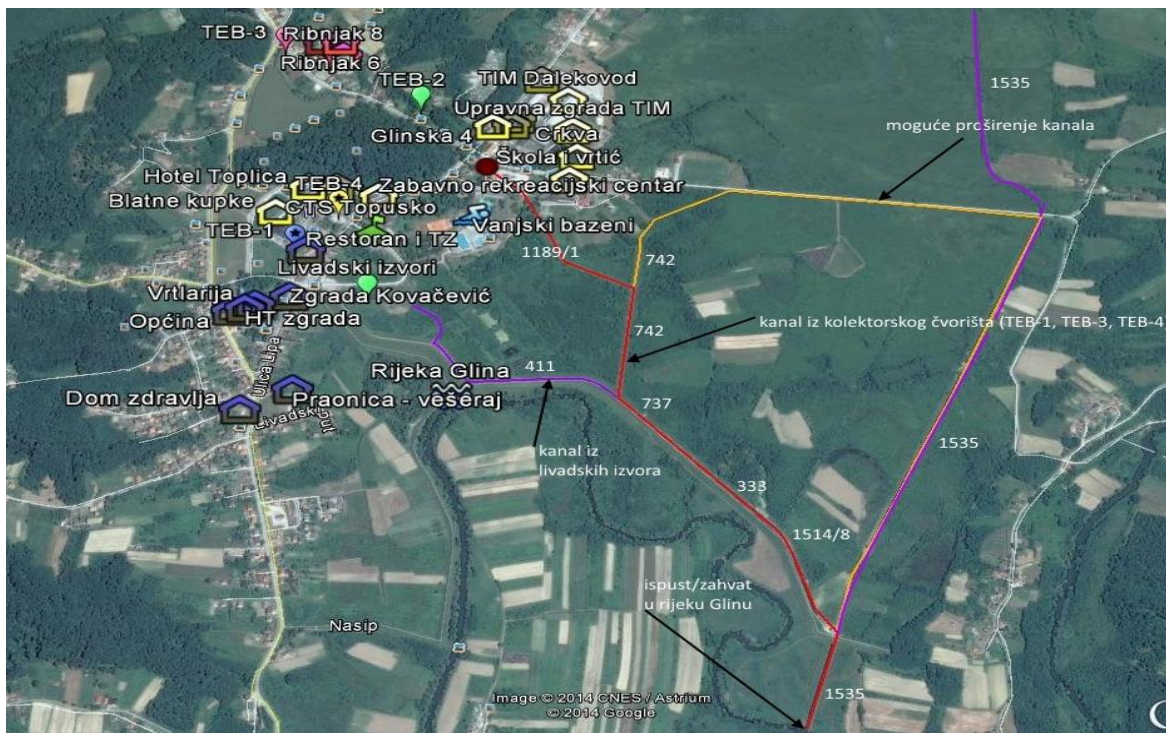 TEB-3
Ribnjak 8
Ribnjak 6
TEB-2
TIM Dalekovod
Upravna zgrada TIM
Glinska 4
Crkva
Škola i vrtić
Hotel Toplica
TEB-4
Zabavno rekreacijski centar
Blatne kupke
CTS Topusko
TEB-1
Restoran i TZ
Vanjski bazeni
Livadski izvori
Vrtlarija
Zgrada Kovačević
Općina
HT zgrada
Ulica Lipa
Dom zdravlja
Praonica - vešeraj
Livadski put
Rijeka Glina
1535
moguće proširenje kanala
1189/1
742
742
kanal iz kolektorskog čvorišta (TEB-1, TEB-3, TEB-4)
411
737
kanal iz
livadskih izvora
1535
333
1514/8
ispust/zahvat
u rijeku Glinu
Nasip
1535
Image © 2014 CNES / Astrium
© 2014 Google